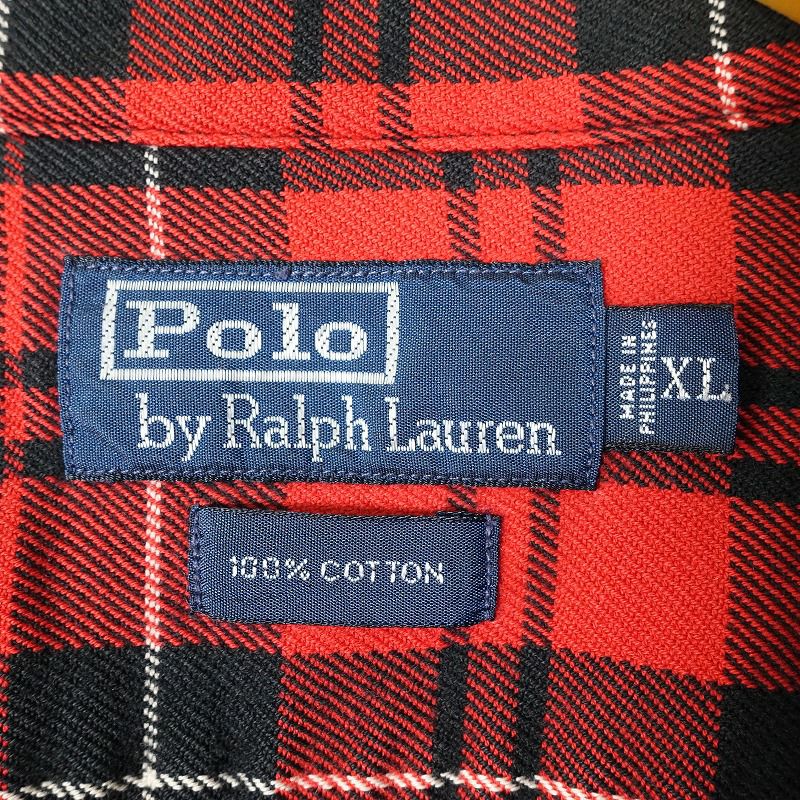 Polo
by Ralph Lauren
MADE IN
PHILIPPINES
XL
100% COTTON